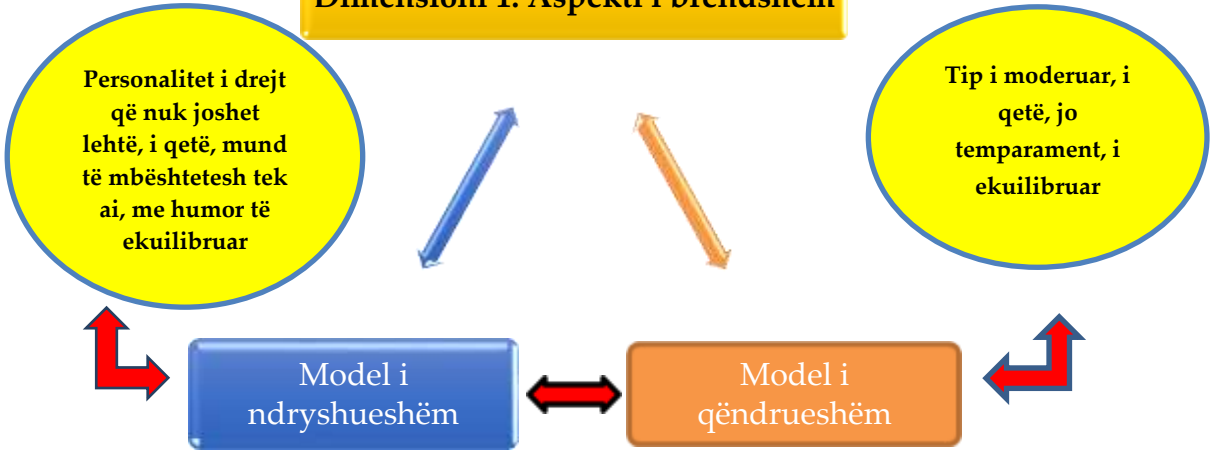 Dimensioni 1. Aspekti i brendshëm
Personalitet i drejt
që nuk joshet
lehtë, i qetë, mund
të mbështetesh tek
ai, me humor të
ekuilibruar
Tip i moderuar, i
qetë, jo
temparament, i
ekuilibruar
Model i
ndryshueshëm
Model i
qëndrueshëm